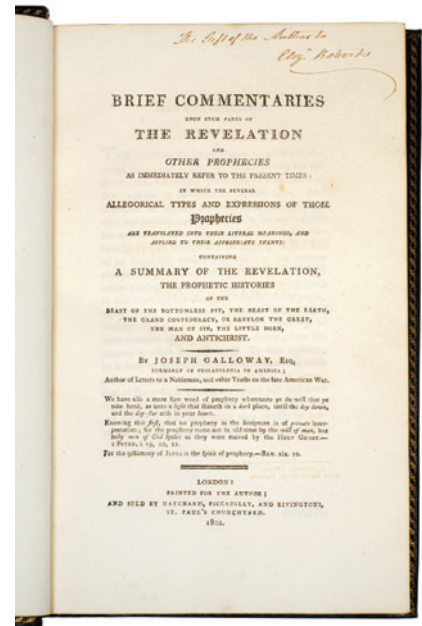 The Gift of the Author to
Eliz. Roberts
BRIEF COMMENTARIES
UPON SUCH PARTS OF
THE REVELATION
AND
OTHER PROPHECIES
AS IMMEDIATELY REFER TO THE PRESENT TIMES:
IN WHICH THE SEVERAL
ALLEGORICAL TYPES AND EXPRESSIONS OF THOSE
Prophecies
ARE TRANSLATED INTO THEIR LITERAL MEANINGS, AND
APPLIED TO THEIR APPROPRIATE EVENTS:
CONTAINING
A SUMMARY OF THE REVELATION,
THE PROPHETIC HISTORIES
OF THE
BEAST OF THE BOTTOMLESS PIT, THE BEAST OF THE EARTH,
THE GRAND CONFEDERACY, OR BABYLON THE GREAT,
THE MAN OF SIN, THE LITTLE HORN,
AND ANTICHRIST.
BY JOSEPH GALLOWAY, Esq,
FORMERLY OF PHILADELPHIA IN AMERICA;
Author of Letters to a Nobleman, and other Tracts on the late American War.
We have also a more sure word of prophecy whereunto ye do well that ye
take heed, as unto a light that shineth in a dark place, until the day dawn,
and the day-star arise in your hearts.
Knowing this first, that no prophecy in the Scripture is of private inter-
pretation; for the prophecy came not in old time by the will of man, but
holy men of God spake as they were moved by the HOLY GHOST.—
2 PETER, i. 19, 20, 21.
For the testimony of JESUS is the spirit of prophecy.—REV. xix. 10.
LONDON:
PRINTED FOR THE AUTHOR;
AND SOLD BY HATCHARD, PICCADILLY, AND RIVINGTONS,
ST. PAUL'S CHURCHYARD.
1802.